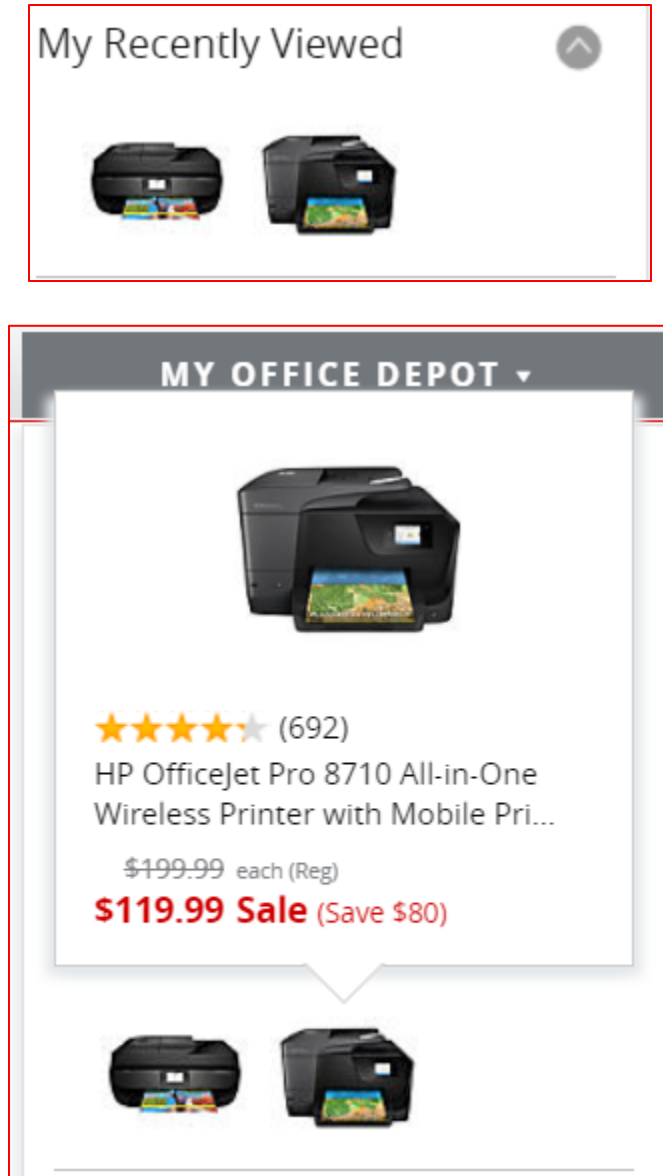 My Recently Viewed
MY OFFICE DEPOT
(692)
HP OfficeJet Pro 8710 All-in-One
Wireless Printer with Mobile Pri...
$199.99 each (Reg)
$119.99 Sale (Save $80)